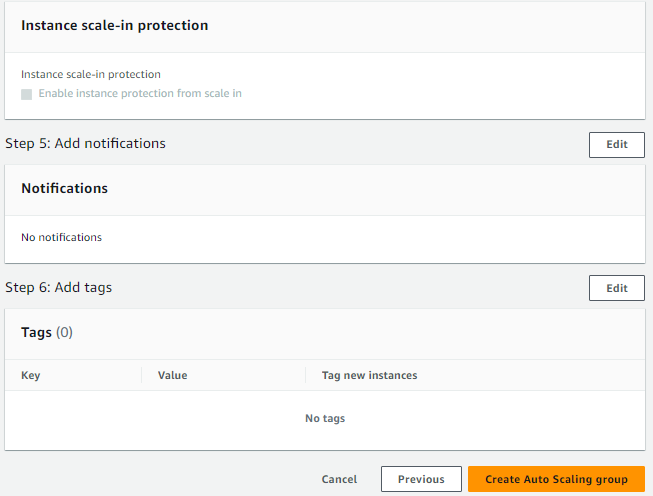 Instance scale-in protection
Instance scale-in protection
Enable instance protection from scale in
Step 5: Add notifications
Edit
Notifications
No notifications
Step 6: Add tags
Edit
Tags (0)
Key Value Tag new instances
No tags
Cancel Previous Create Auto Scaling group